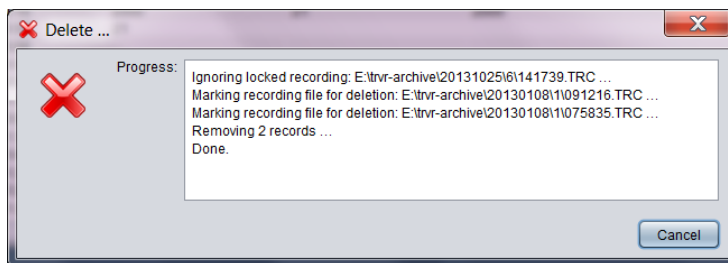 Delete ...
Progress:
Ignoring locked recording: E:\trvr-archive\20131025\6\141739.TRC ...
Marking recording file for deletion: E:\trvr-archive\20130108\1\091216.TRC ...
Marking recording file for deletion: E:\trvr-archive\20130108\1\075835.TRC ...
Removing 2 records ...
Done.
Cancel